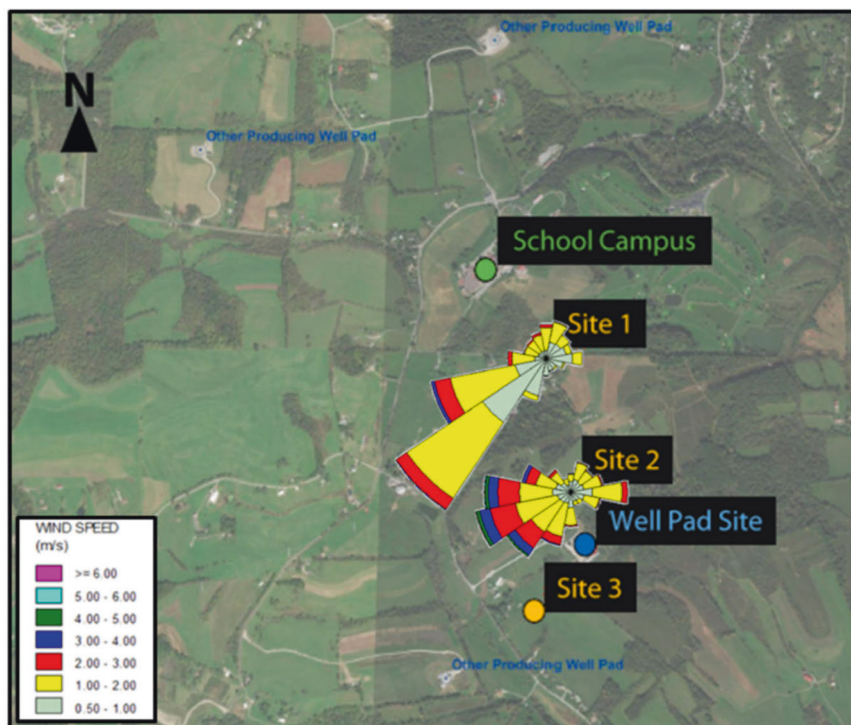 Other Producing Well Pad
N
Other Producing Well Pad
School Campus
Site 1
Site 2
Well Pad Site
Site 3
Other Producing Well Pad
WIND SPEED
(m/s)
>= 6.00
5.00 - 6.00
4.00 - 5.00
3.00 - 4.00
2.00 - 3.00
1.00 - 2.00
0.50 - 1.00